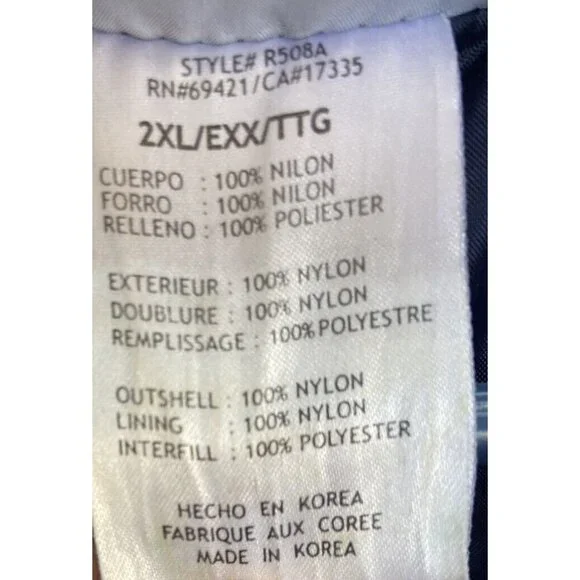 STYLE# R508A
RN#69421/CA#17335
2XL/EXX/TTG
CUERPO : 100% NILON
FORRO : 100% NILON
RELLENO : 100% POLIESTER
EXTERIEUR : 100% NYLON
DOUBLURE : 100% NYLON
REMPLISSAGE : 100% POLYESTRE
OUTSHELL : 100% NYLON
LINING : 100% NYLON
INTERFILL : 100% POLYESTER
HECHO EN KOREA
FABRIQUE AUX COREE
MADE IN KOREA